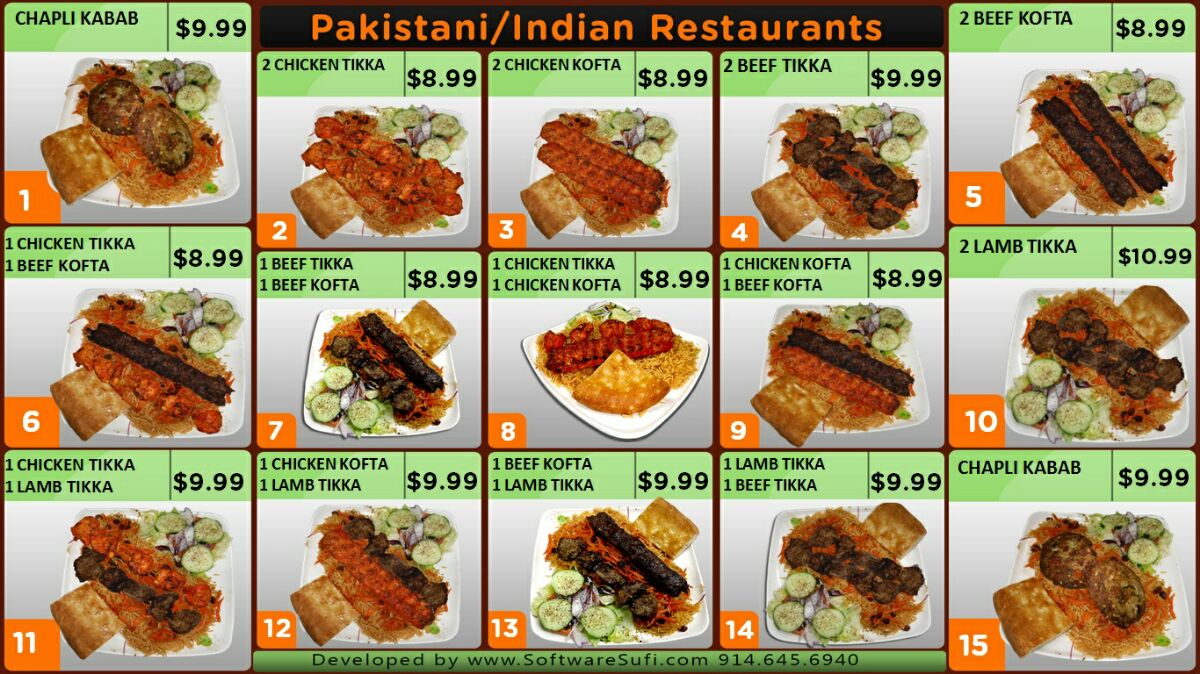 Pakistani/Indian Restaurants
CHAPLI KABAB
$9.99
1
2 CHICKEN TIKKA
$8.99
2
2 CHICKEN KOFTA
$8.99
3
2 BEEF TIKKA
$9.99
4
2 BEEF KOFTA
$8.99
5
1 CHICKEN TIKKA
1 BEEF KOFTA
$8.99
6
1 BEEF TIKKA
1 BEEF KOFTA
$8.99
7
1 CHICKEN TIKKA
1 CHICKEN KOFTA
$8.99
8
1 CHICKEN KOFTA
1 BEEF KOFTA
$8.99
9
2 LAMB TIKKA
$10.99
10
1 CHICKEN TIKKA
1 LAMB TIKKA
$9.99
11
1 CHICKEN KOFTA
1 LAMB TIKKA
$9.99
12
1 BEEF KOFTA
1 LAMB TIKKA
$9.99
13
1 LAMB TIKKA
1 BEEF TIKKA
$9.99
14
CHAPLI KABAB
$9.99
15
Developed by www.SoftwareSufi.com 914.645.6940